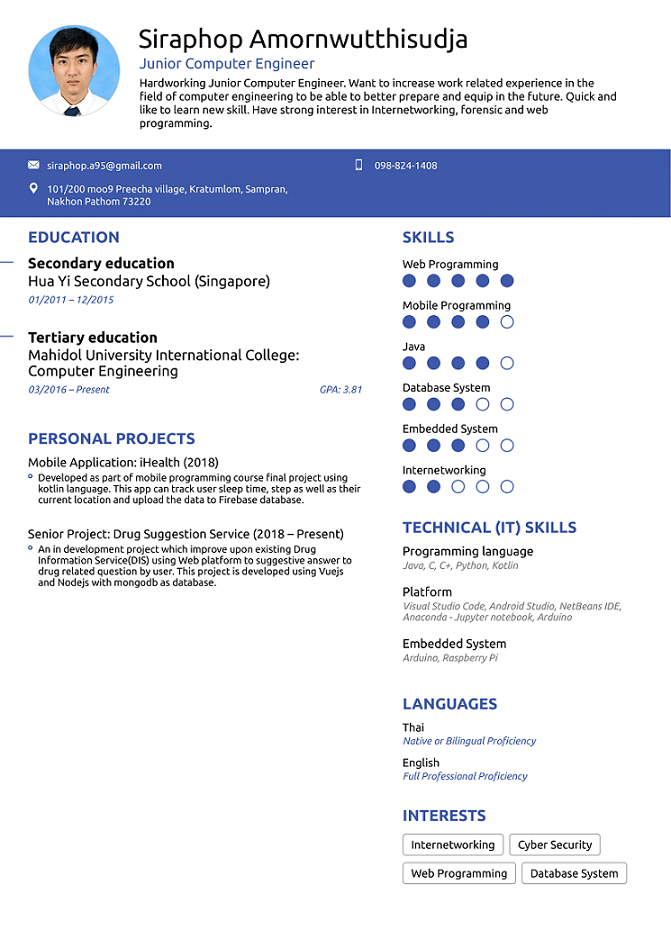 Siraphop Amornwutthisudja
Junior Computer Engineer
Hardworking Junior Computer Engineer. Want to increase work related experience in the
field of computer engineering to be able to better prepare and equip in the future. Quick and
like to learn new skill. Have strong interest in Internetworking, forensic and web
programming.
siraphop.a95@gmail.com
098-824-1408
101/200 moo9 Preecha village, Kratumlom, Sampran,
Nakhon Pathom 73220
EDUCATION
Secondary education
Hua Yi Secondary School (Singapore)
01/2011 – 12/2015
Tertiary education
Mahidol University International College:
Computer Engineering
03/2016 – Present
GPA: 3.81
PERSONAL PROJECTS
Mobile Application: iHealth (2018)
Developed as part of mobile programming course final project using
kotlin language. This app can track user sleep time, step as well as their
current location and upload the data to Firebase database.
Senior Project: Drug Suggestion Service (2018 – Present)
An in development project which improve upon existing Drug
Information Service(DIS) using Web platform to suggestive answer to
drug related question by user. This project is developed using Vuejs
and Nodejs with mongodb as database.
SKILLS
Web Programming
Mobile Programming
Java
Database System
Embedded System
Internetworking
TECHNICAL (IT) SKILLS
Programming language
Java, C, C+, Python, Kotlin
Platform
Visual Studio Code, Android Studio, NetBeans IDE,
Anaconda - Jupyter notebook, Arduino
Embedded System
Arduino, Raspberry Pi
LANGUAGES
Thai
Native or Bilingual Proficiency
English
Full Professional Proficiency
INTERESTS
Internetworking
Cyber Security
Web Programming
Database System